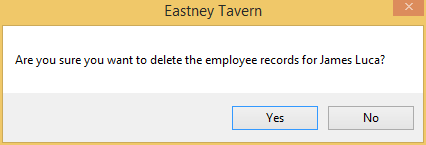 Eastney Tavern
Are you sure you want to delete the employee records for James Luca?
Yes No